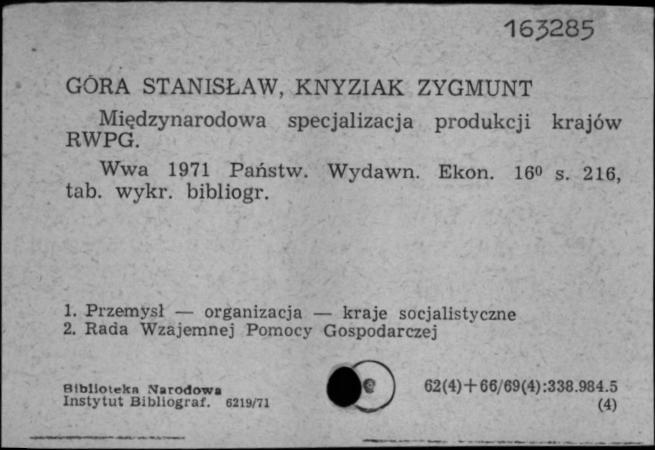 163285
GÓRA STANISŁAW, KNYZIAK ZYGMUNT
Międzynarodowa specjalizacja produkcji krajów
RWPG.
Wwa 1971 Państw. Wydawn. Ekon. 16⁰ s. 216,
tab. wykr. bibliogr.
1. Przemysł — organizacja — kraje socjalistyczne
2. Rada Wzajemnej Pomocy Gospodarczej
Biblioteka Narodowa
Instytut Bibliograf. 6219/71
62(4)+66/69(4):338.984.5
(4)